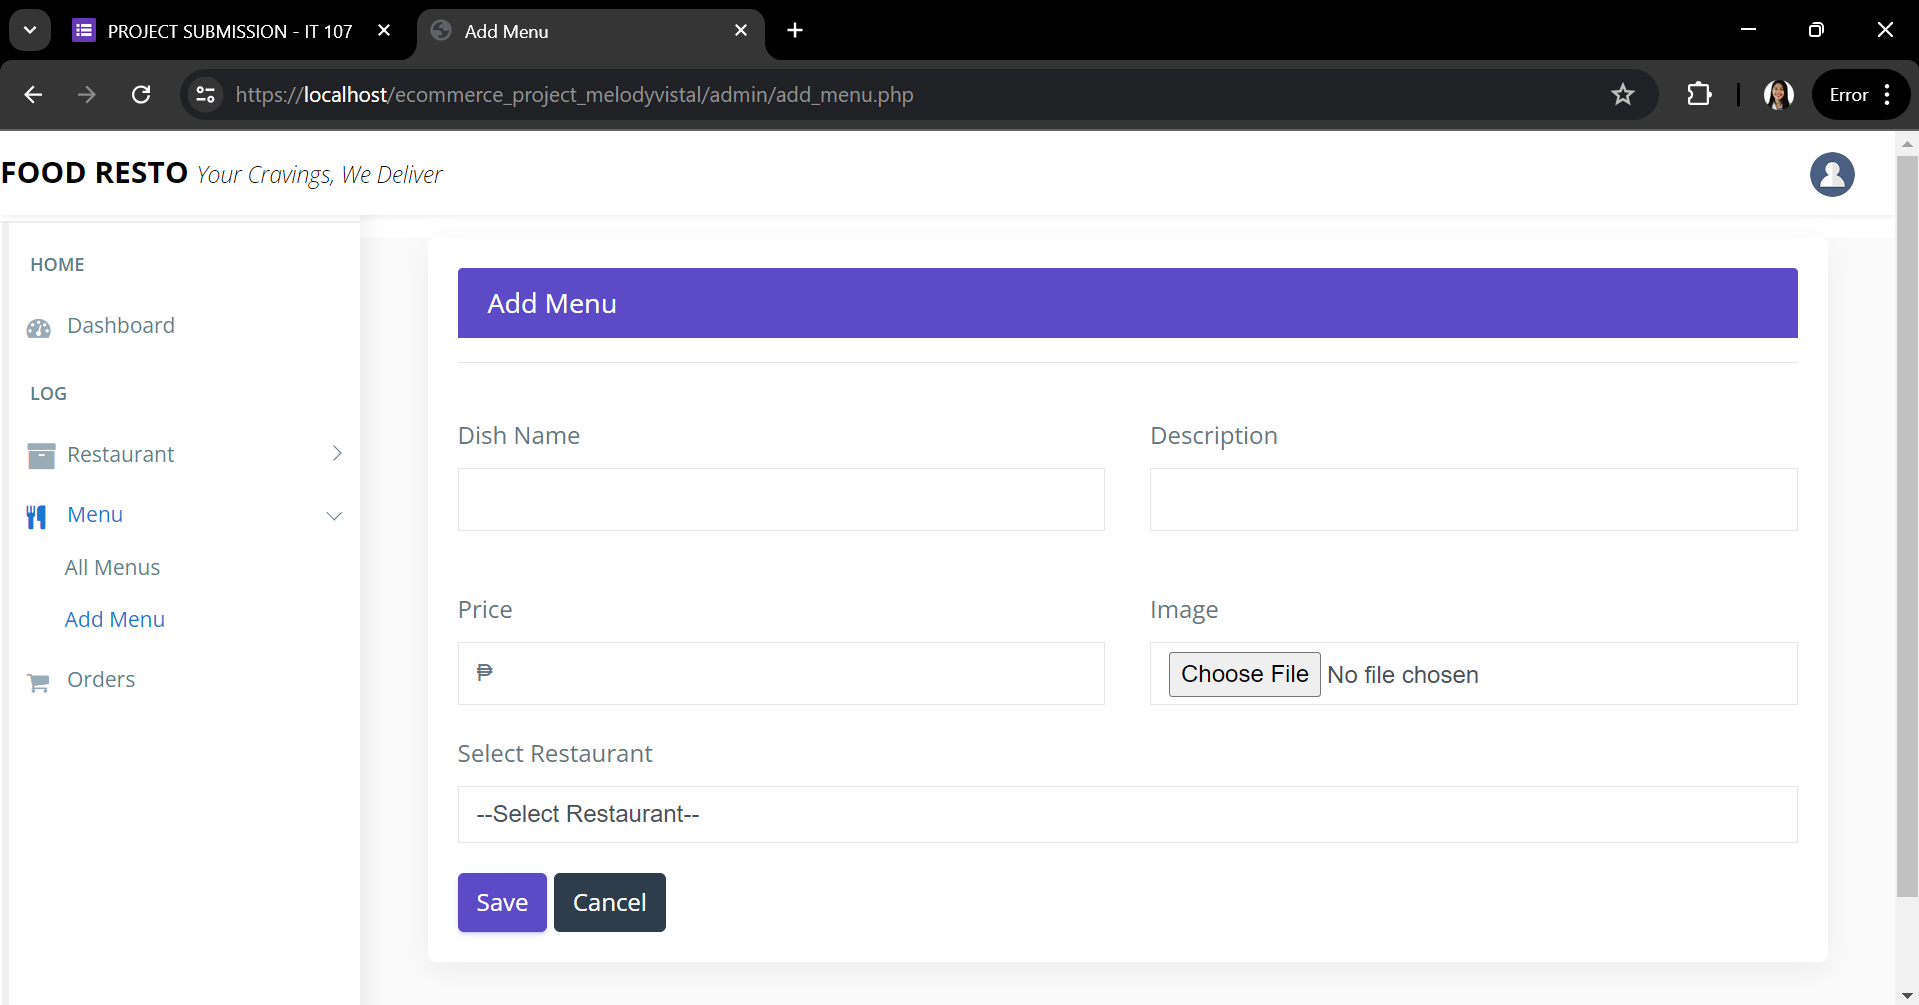 PROJECT SUBMISSION - IT 107
Add Menu
https://localhost/ecommerce_project_melodyvistal/admin/add_menu.php
Error
FOOD RESTO Your Cravings, We Deliver
HOME
Dashboard
LOG
Restaurant
Menu
All Menus
Add Menu
Orders
Add Menu
Dish Name
Description
Price
Image
₱
Choose File No file chosen
Select Restaurant
--Select Restaurant--
Save
Cancel